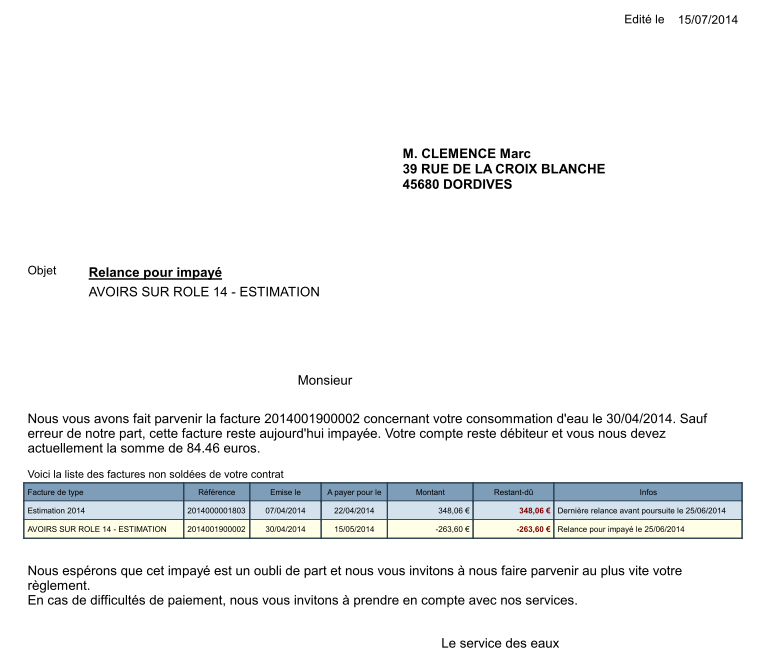 Edité le 15/07/2014
M. CLEMENCE Marc
39 RUE DE LA CROIX BLANCHE
45680 DORDIVES
Objet Relance pour impayé
AVOIRS SUR ROLE 14 - ESTIMATION
Monsieur
Nous vous avons fait parvenir la facture 2014001900002 concernant votre consommation d'eau le 30/04/2014. Sauf
erreur de notre part, cette facture reste aujourd'hui impayée. Votre compte reste débiteur et vous nous devez
actuellement la somme de 84.46 euros.
Voici la liste des factures non soldées de votre contrat
Facture de type Référence Emise le A payer pour le Montant Restant-dû Infos
Estimation 2014 2014000001803 07/04/2014 22/04/2014 348,06 € 348,06 € Dernière relance avant poursuite le 25/06/2014
AVOIRS SUR ROLE 14 - ESTIMATION 2014001900002 30/04/2014 15/05/2014 -263,60 € -263,60 € Relance pour impayé le 25/06/2014
Nous espérons que cet impayé est un oubli de part et nous vous invitons à nous faire parvenir au plus vite votre
règlement.
En cas de difficultés de paiement, nous vous invitons à prendre en compte avec nos services.
Le service des eaux